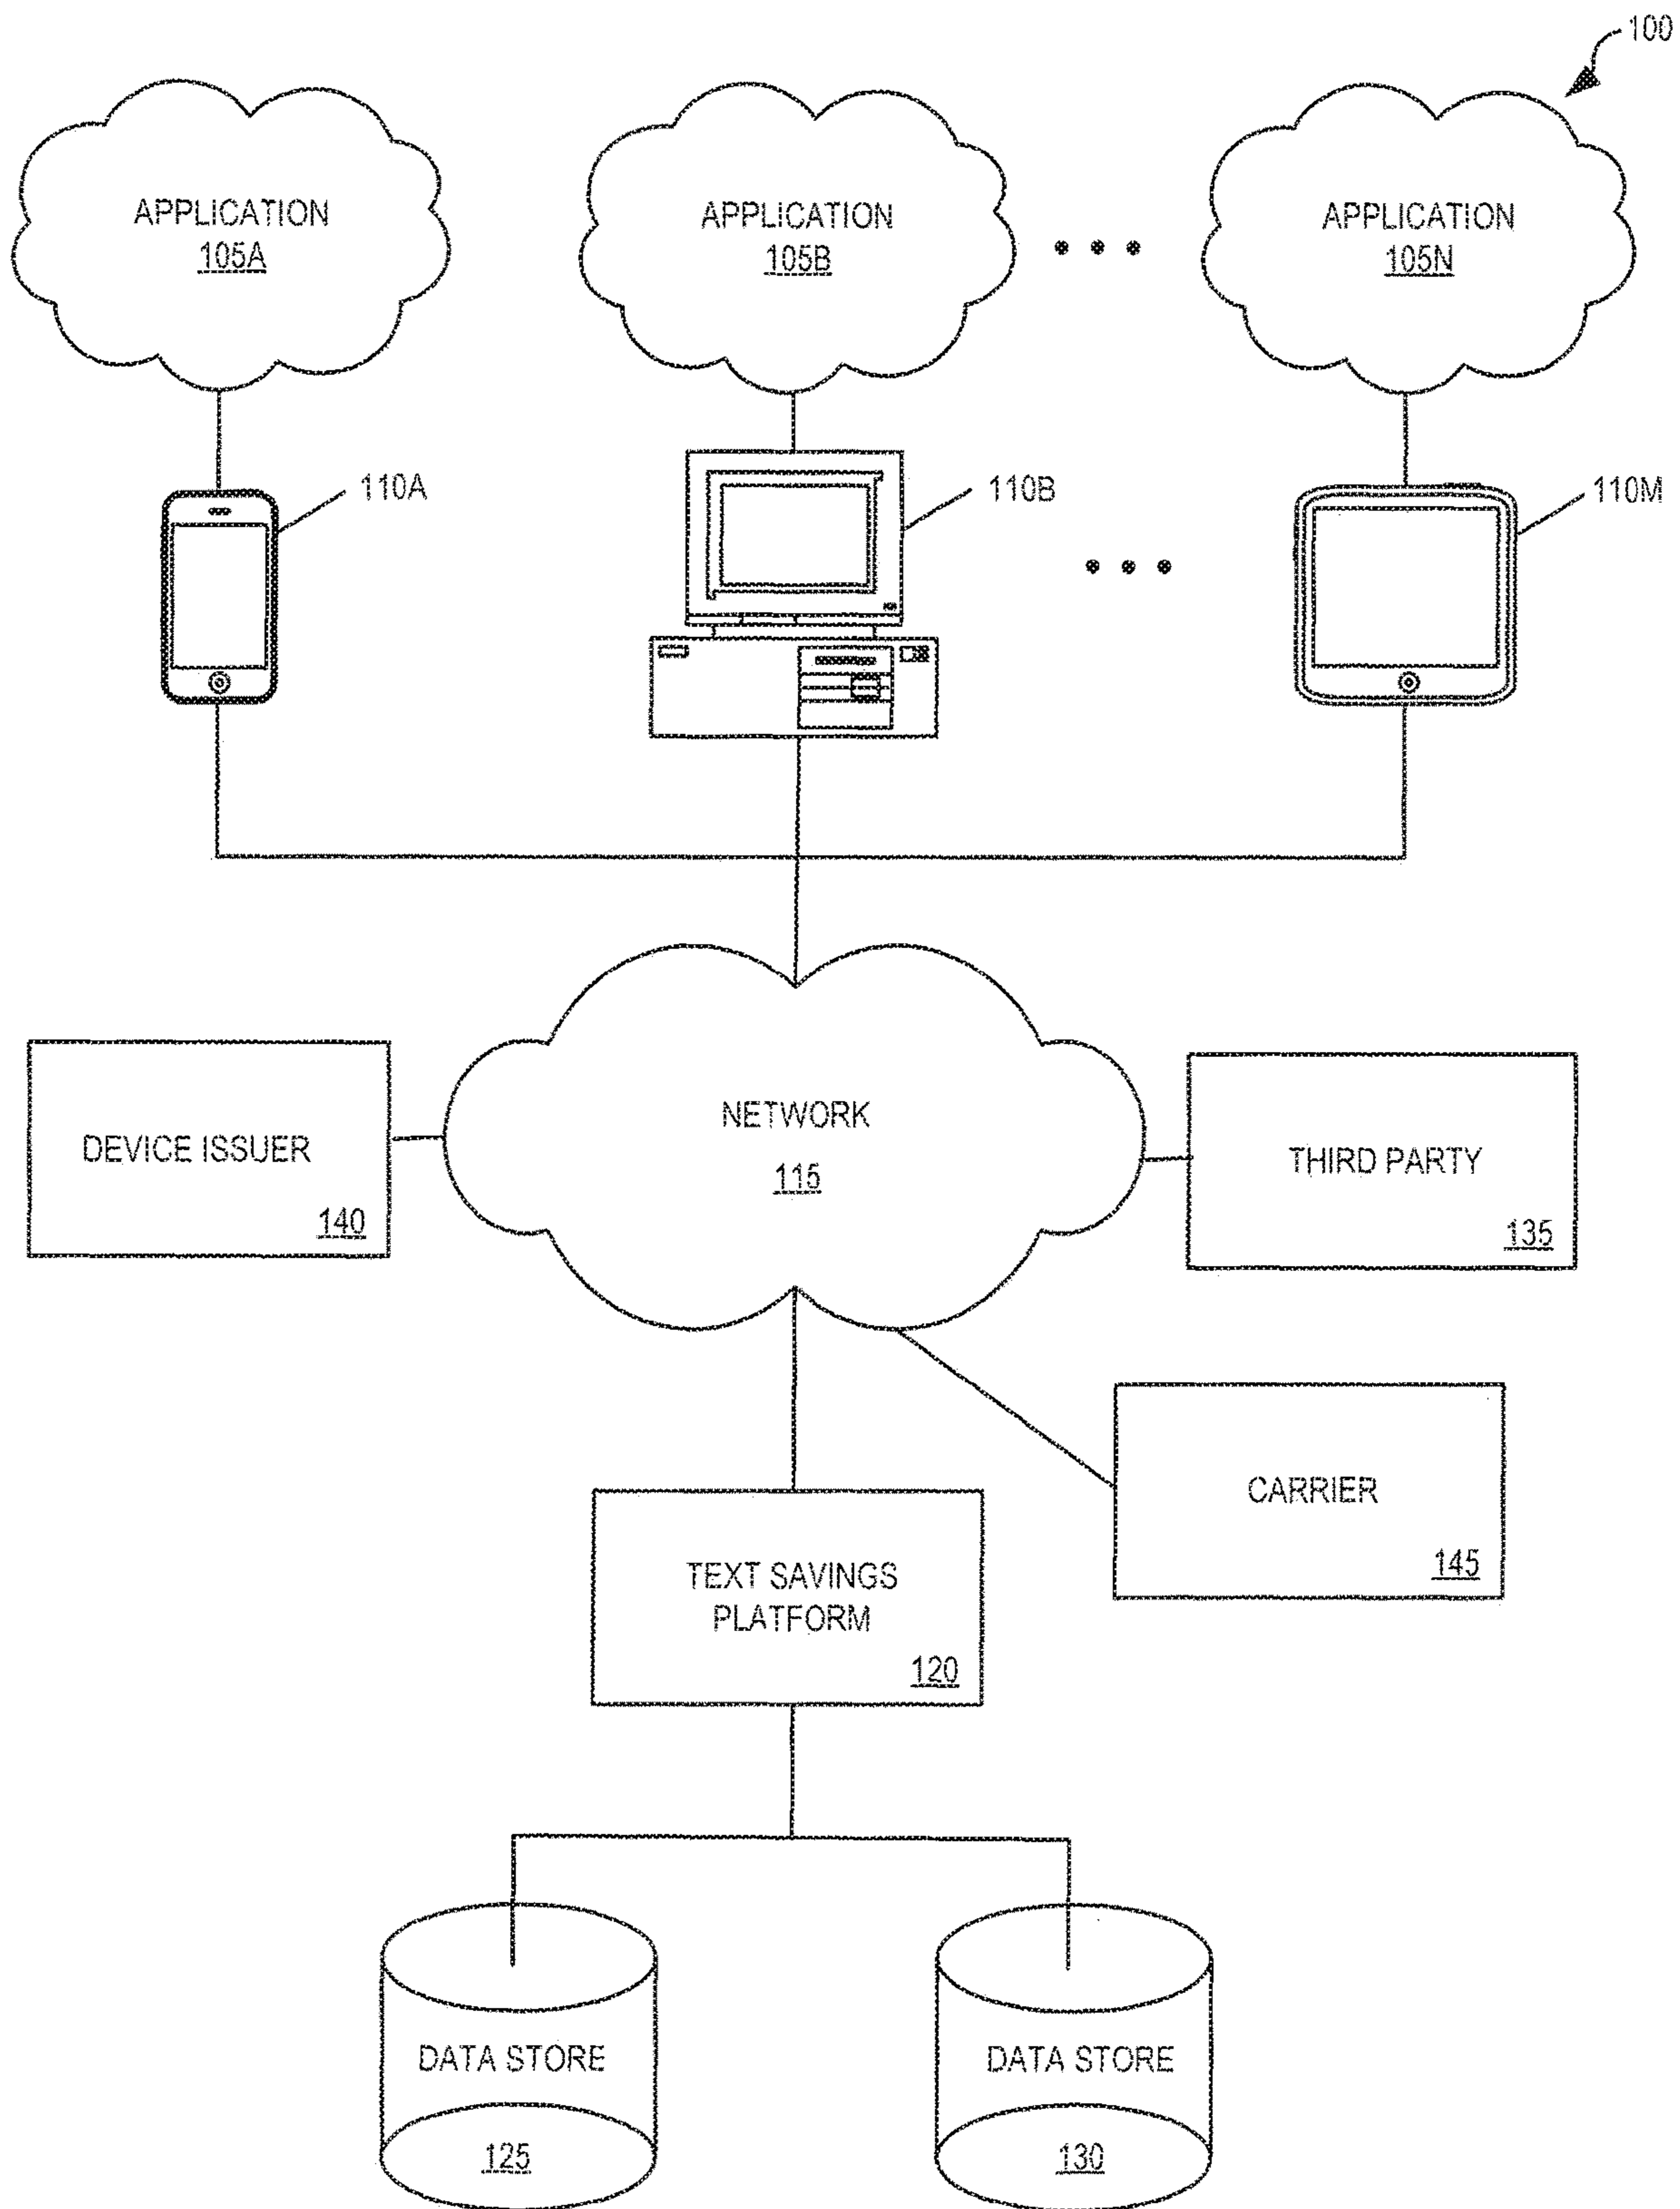 100
APPLICATION
105A
APPLICATION
105B
APPLICATION
105N
110A
110B
110M
DEVICE ISSUER
140
NETWORK
115
THIRD PARTY
135
CARRIER
145
TEXT SAVINGS
PLATFORM
120
DATA STORE
125
DATA STORE
130